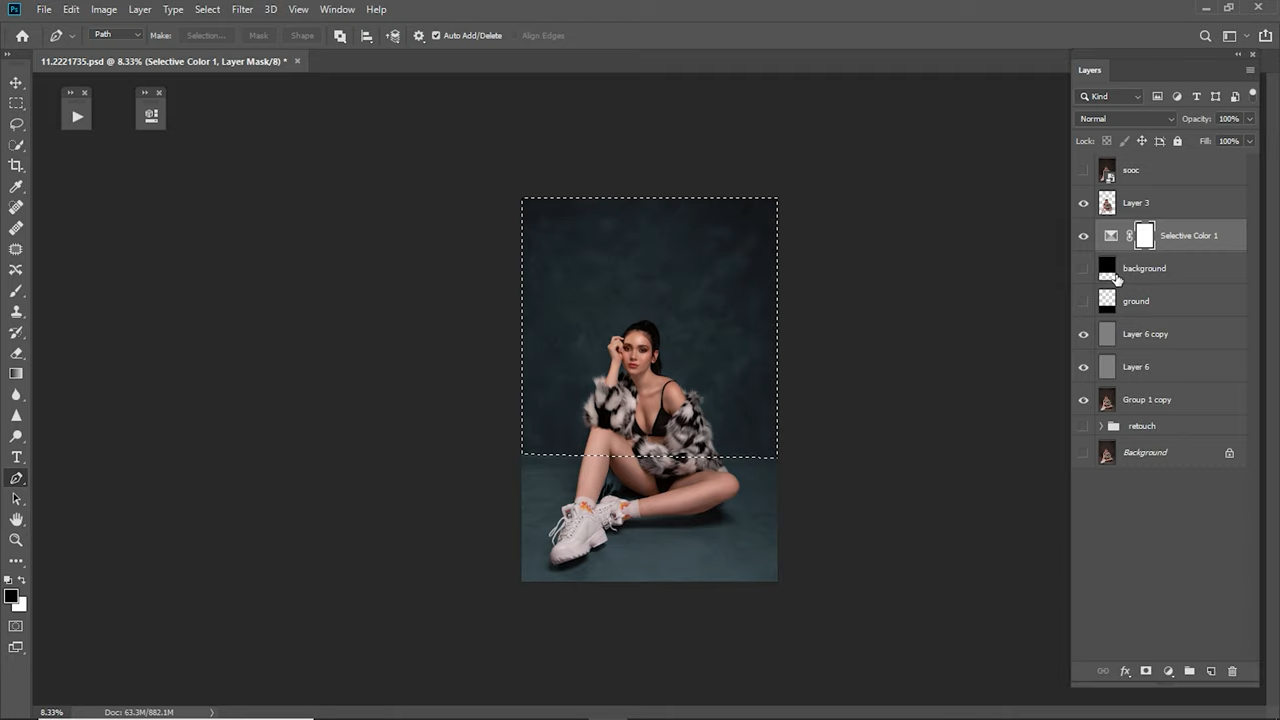 Ps File Edit Image Layer Type Select Filter 3D View Window Help
Path Make: Selection... Mask Shape Auto Add/Delete Align Edges
11.2221735.psd @ 8.33% (Selective Color 1, Layer Mask/8) *
Layers
Kind
Normal Opacity: 100%
Lock: Fill: 100%
sooc
Layer 3
Selective Color 1
background
ground
Layer 6 copy
Layer 6
Group 1 copy
retouch
Background
8.33% Doc: 63.3M/882.1M